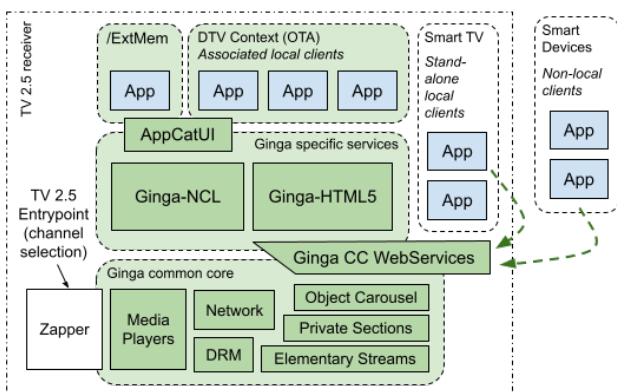 TV 2.5 receiver
/ExtMem
App
DTV Context (OTA)
Associated local clients
App
App
App
Smart TV
Stand-
alone
local
clients
App
App
Smart
Devices
Non-local
clients
App
App
AppCatUI
Ginga specific services
Ginga-NCL
Ginga-HTML5
TV 2.5
Entrypoint
(channel
selection)
Ginga CC WebServices
Ginga common core
Zapper
Media
Players
Network
DRM
Object Carousel
Private Sections
Elementary Streams